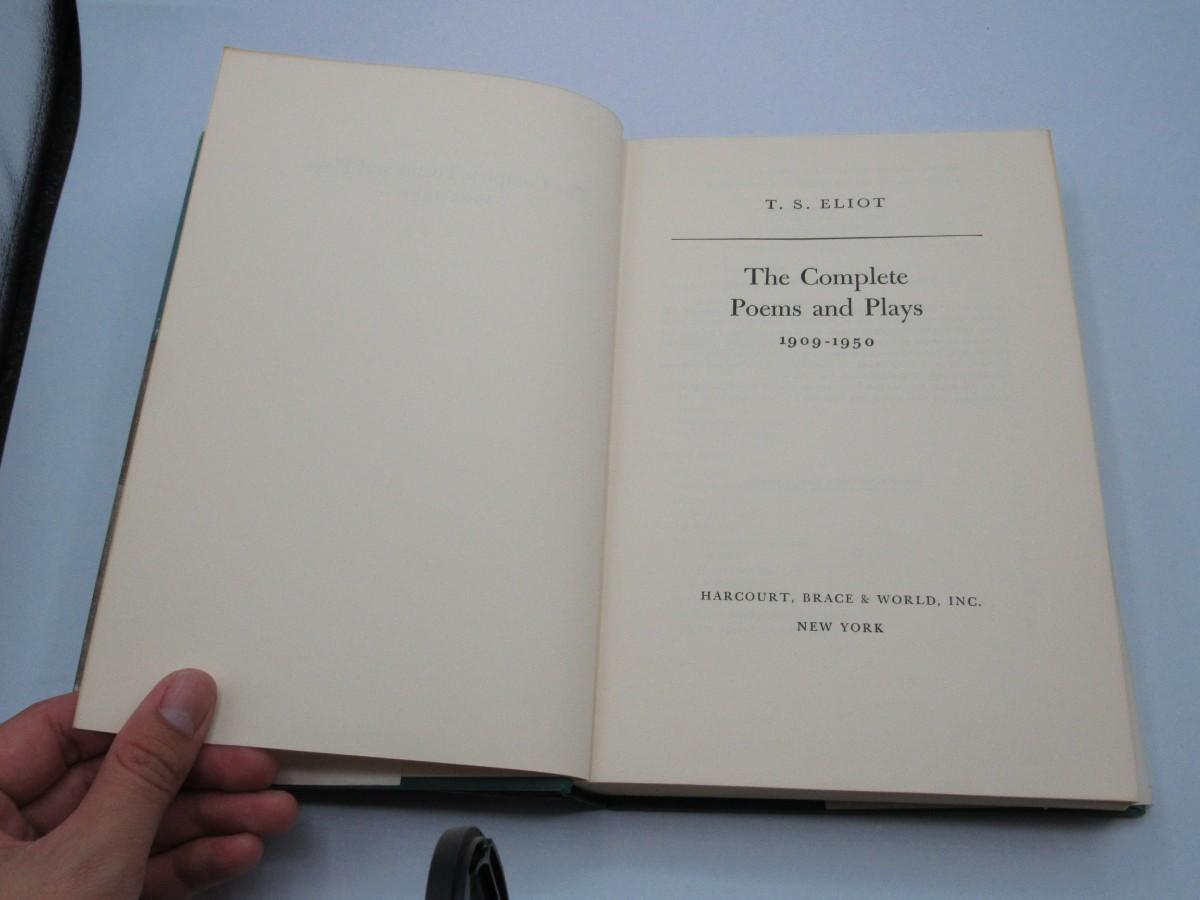 T. S. ELIOT
The Complete
Poems and Plays
1909-1950
HARCOURT, BRACE & WORLD, INC.
NEW YORK